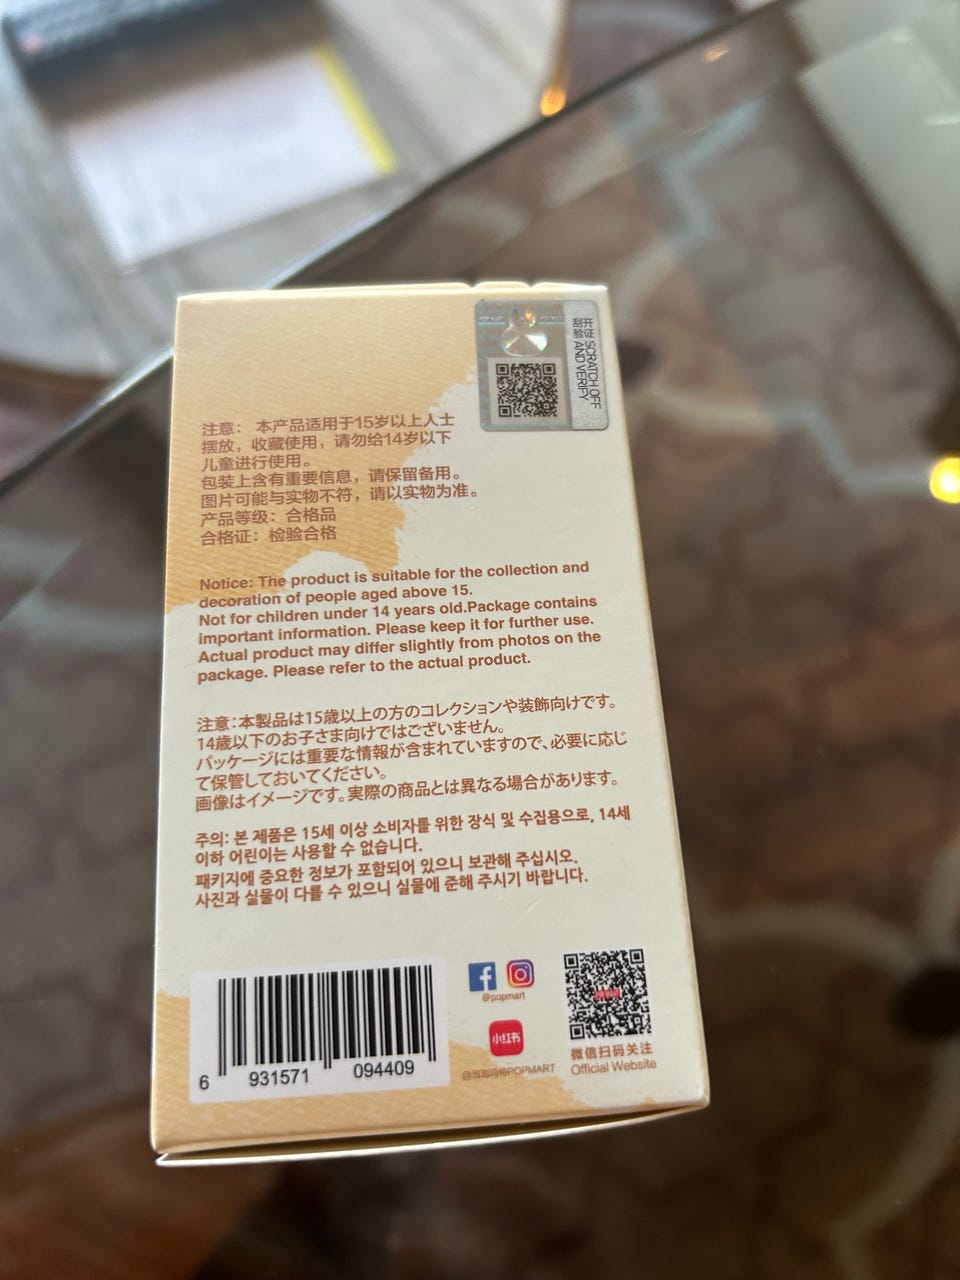 开证 SCRATCH OFF
刮验 AND VERIFY
注意： 本产品适用于15岁以上人士
摆放，收藏使用，请勿给14岁以下
儿童进行使用。
包装上含有重要信息，请保留备用。
图片可能与实物不符，请以实物为准。
产品等级：合格品
合格证：检验合格
Notice: The product is suitable for the collection and
decoration of people aged above 15.
Not for children under 14 years old.Package contains
important information. Please keep it for further use.
Actual product may differ slightly from photos on the
package. Please refer to the actual product.
注意：本製品は15歳以上の方のコレクションや装飾向けです。
14歳以下のお子さま向けではございません。
パッケージには重要な情報が含まれていますので、必要に応じ
て保管しておいてください。
画像はイメージです。実際の商品とは異なる場合があります。
주의: 본 제품은 15세 이상 소비자를 위한 장식 및 수집용으로, 14세
이하 어린이는 사용할 수 없습니다.
패키지에 중요한 정보가 포함되어 있으니 보관해 주십시오.
사진과 실물이 다를 수 있으니 실물에 준해 주시기 바랍니다.
@popmart
小红书
@泡泡玛特POPMART
POP MART
微信扫码关注
Official Website
6 931571 094409